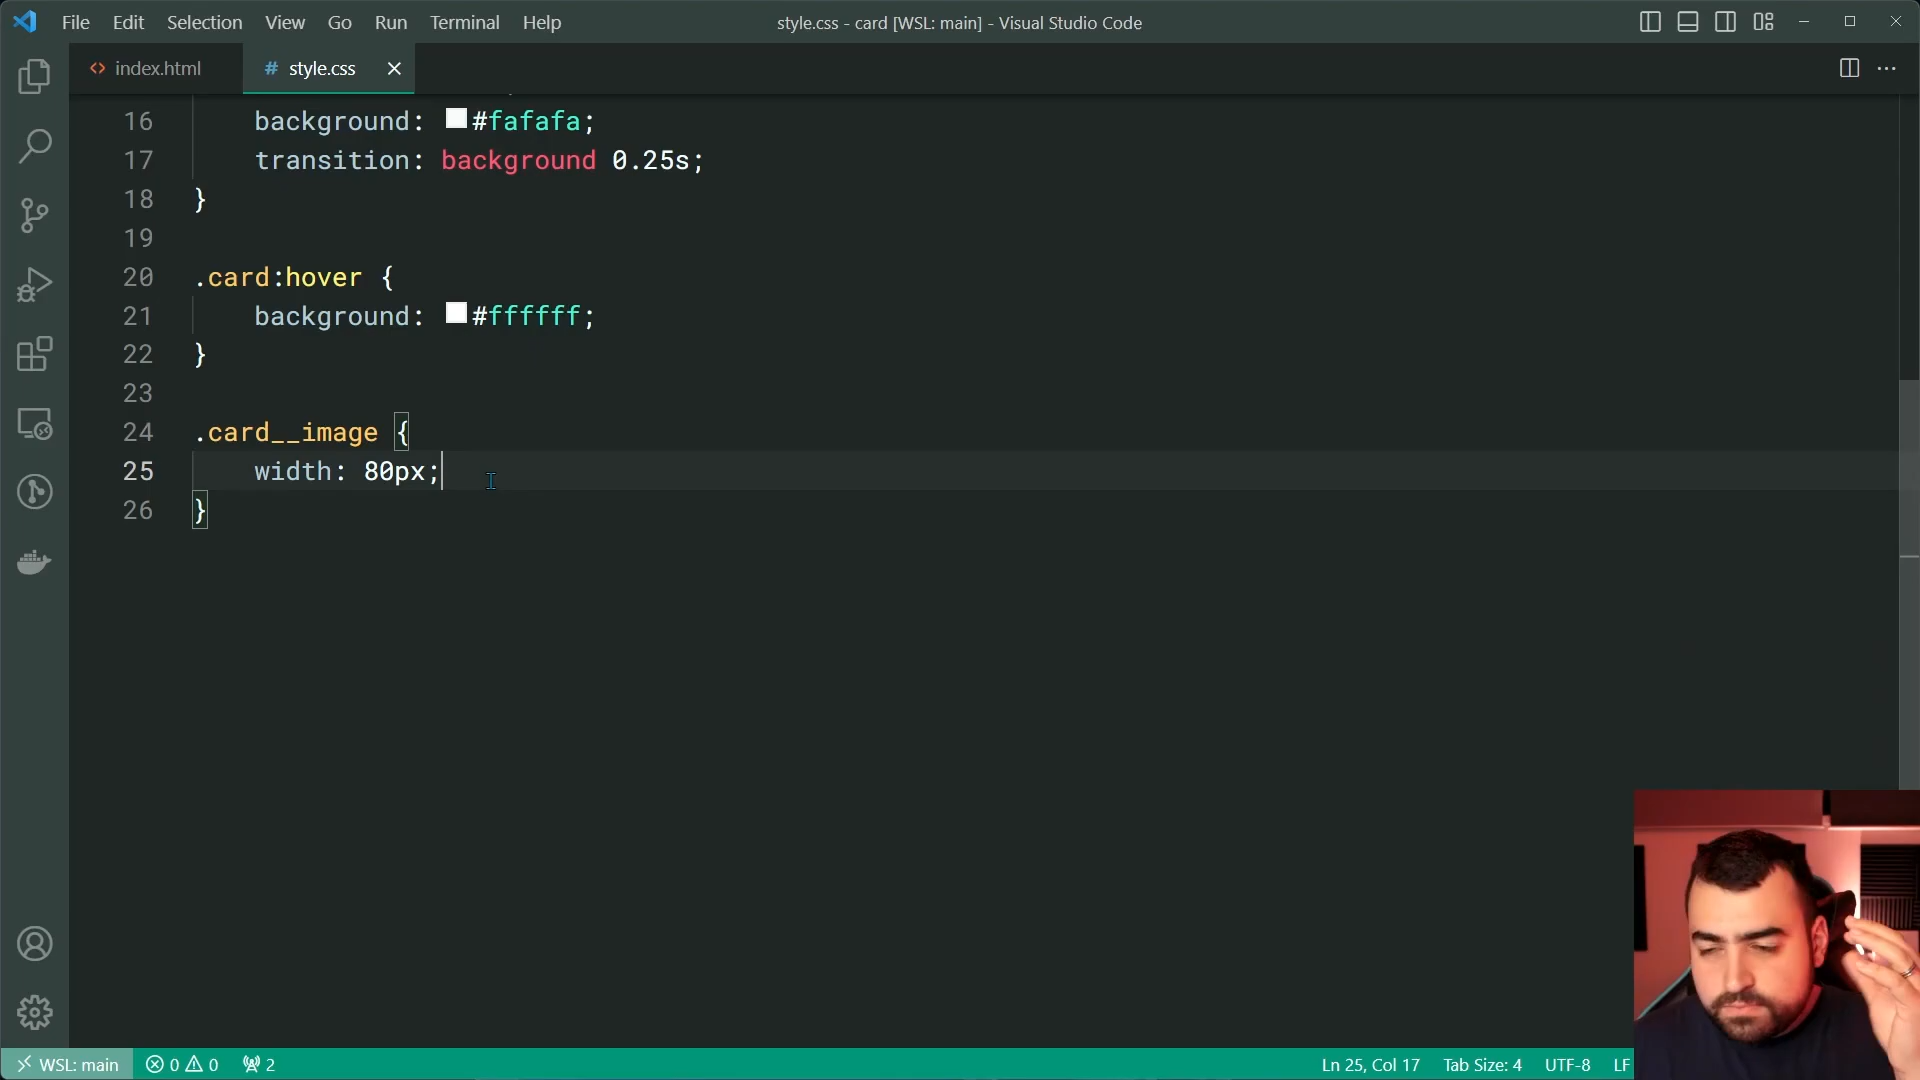 File Edit Selection View Go Run Terminal Help style.css - card [WSL: main] - Visual Studio Code
<> index.html # style.css
16 background: #fafafa;
17 transition: background 0.25s;
18 }
19
20 .card:hover {
21 background: #ffffff;
22 }
23
24 .card__image {
25 width: 80px;
26 }
WSL: main 0 0 2 Ln 25, Col 17 Tab Size: 4 UTF-8 LF